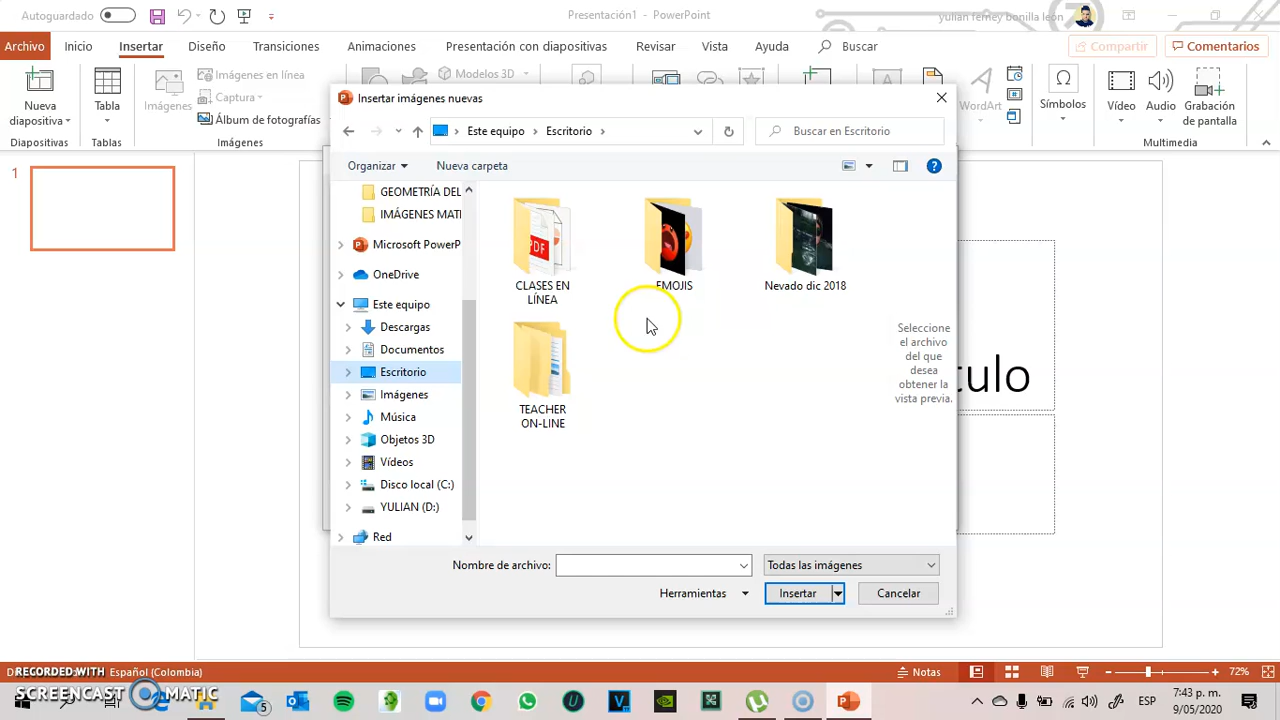 Autoguardado
Presentación1 - PowerPoint
yulian ferney bonilla león
Archivo
Inicio
Insertar
Diseño
Transiciones
Animaciones
Presentación con diapositivas
Revisar
Vista
Ayuda
Buscar
Compartir
Comentarios
Nueva
diapositiva
Diapositivas
Tabla
Tablas
Imágenes
Imágenes en línea
Captura
Álbum de fotografías
Imágenes
Modelos 3D
WordArt
Símbolos
Vídeo
Audio
Grabación
de pantalla
Multimedia
1
Insertar imágenes nuevas
Este equipo
Escritorio
Buscar en Escritorio
Organizar
Nueva carpeta
GEOMETRÍA DEL
IMÁGENES MATI
Microsoft PowerP
OneDrive
Este equipo
Descargas
Documentos
Escritorio
Imágenes
Música
Objetos 3D
Vídeos
Disco local (C:)
YULIAN (D:)
Red
PDF
CLASES EN
LÍNEA
EMOJIS
Nevado dic 2018
TEACHER
ON-LINE
Seleccione
el archivo
del que
desea
obtener la
vista previa.
tulo
Nombre de archivo:
Todas las imágenes
Herramientas
Insertar
Cancelar
RECORDED WITH
SCREENCAST MATIC
Español (Colombia)
Notas
72%
5
ESP
7:43 p. m.
9/05/2020